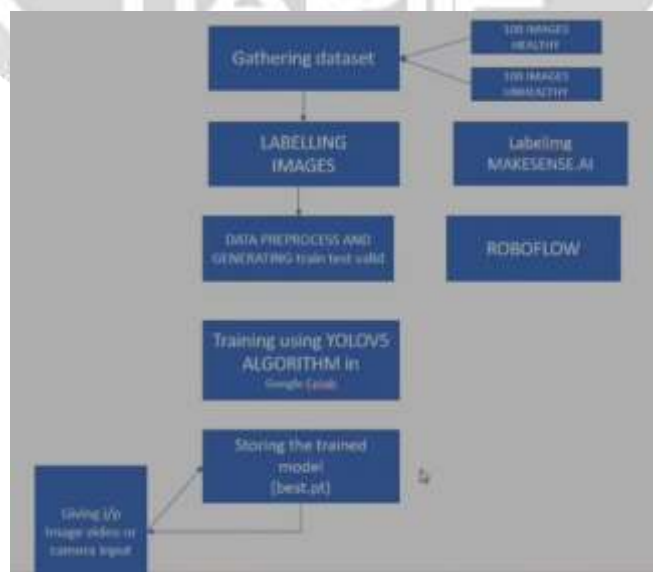 Gathering dataset
100 IMAGES
HEALTHY
100 IMAGES
UNHEALTHY
LABELLING
IMAGES
Labelimg
MAKESENSE.AI
DATA PREPROCESS AND
GENERATING train test valid
ROBOFLOW
Training using YOLOV5
ALGORITHM in
Google Colab
Storing the trained
model
[best.pt]
Giving i/p
Image video or
camera input